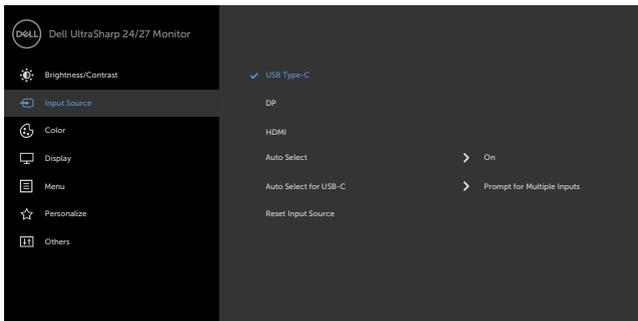 DELL
Dell UltraSharp 24/27 Monitor
Brightness/Contrast
USB Type-C
Input Source
DP
Color
HDMI
Display
Auto Select
On
Menu
Auto Select for USB-C
Prompt for Multiple Inputs
Personalize
Reset Input Source
Others